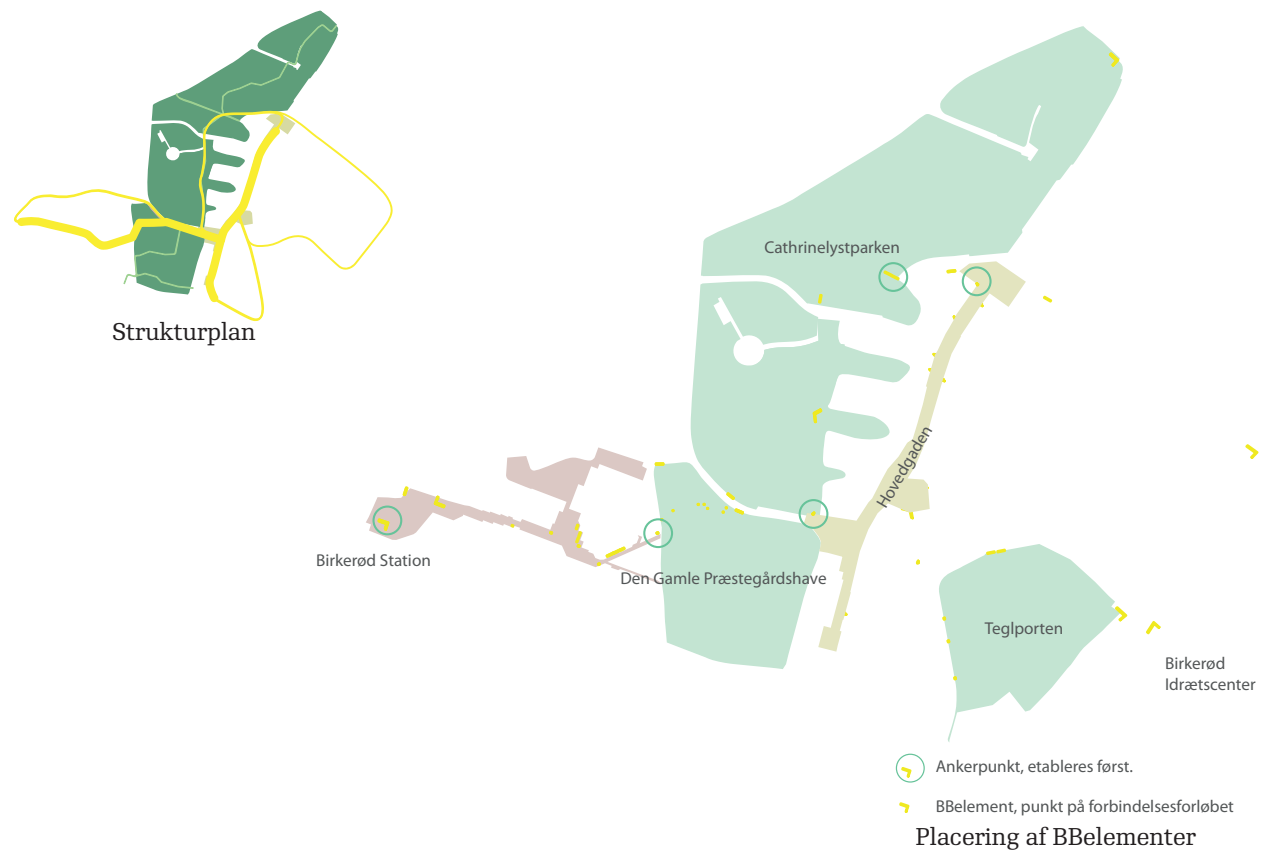 Strukturplan
Cathrinelystparken
Hovedgaden
Birkerød Station
Den Gamle Præstegårdshave
Teglporten
Birkerød
Idrætscenter
Ankerpunkt, etableres først.
BBelement, punkt på forbindelsesforløbet
Placering af BBelementer